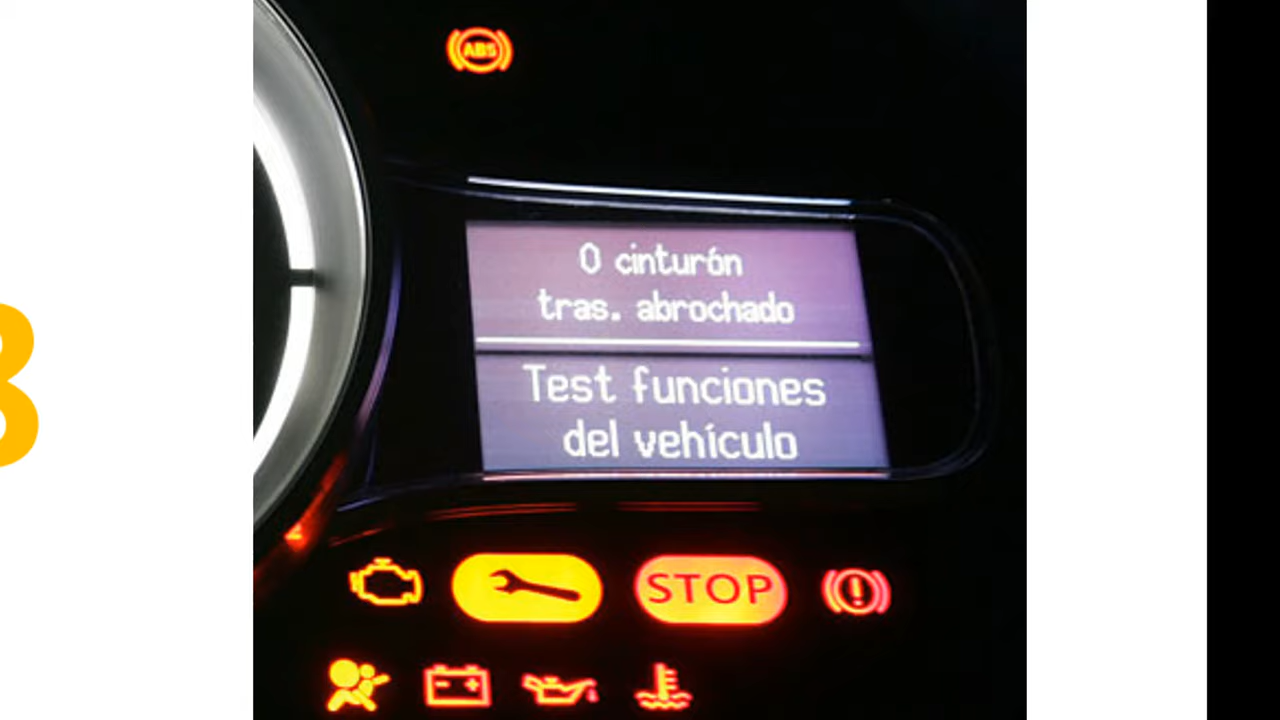 ABS
0 cinturón
tras. abrochado
Test funciones
del vehículo
STOP